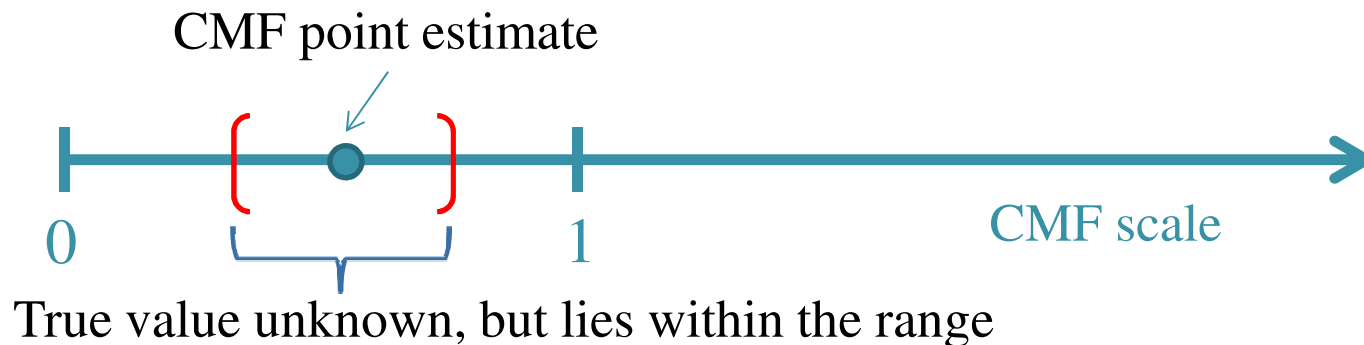 CMF point estimate
0
1
CMF scale
True value unknown, but lies within the range